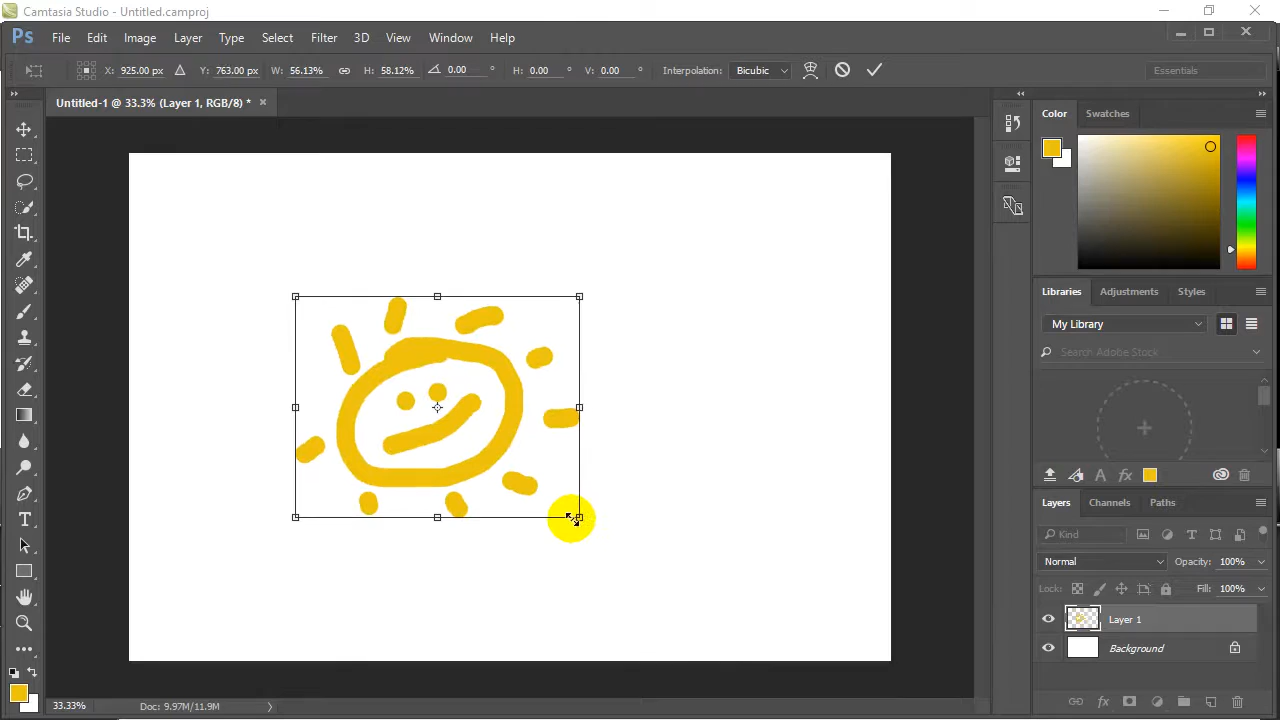 Camtasia Studio - Untitled.camproj
Ps File Edit Image Layer Type Select Filter 3D View Window Help
X: 925.00 px Y: 763.00 px W: 56.13% H: 58.12% 0.00 ° H: 0.00 ° V: 0.00 ° Interpolation: Bicubic Essentials
Untitled-1 @ 33.3% (Layer 1, RGB/8) * ×
Color Swatches
Libraries Adjustments Styles
My Library
Search Adobe Stock
Layers Channels Paths
Kind
Normal Opacity: 100%
Lock: Fill: 100%
Layer 1
Background
33.33% Doc: 9.97M/11.9M